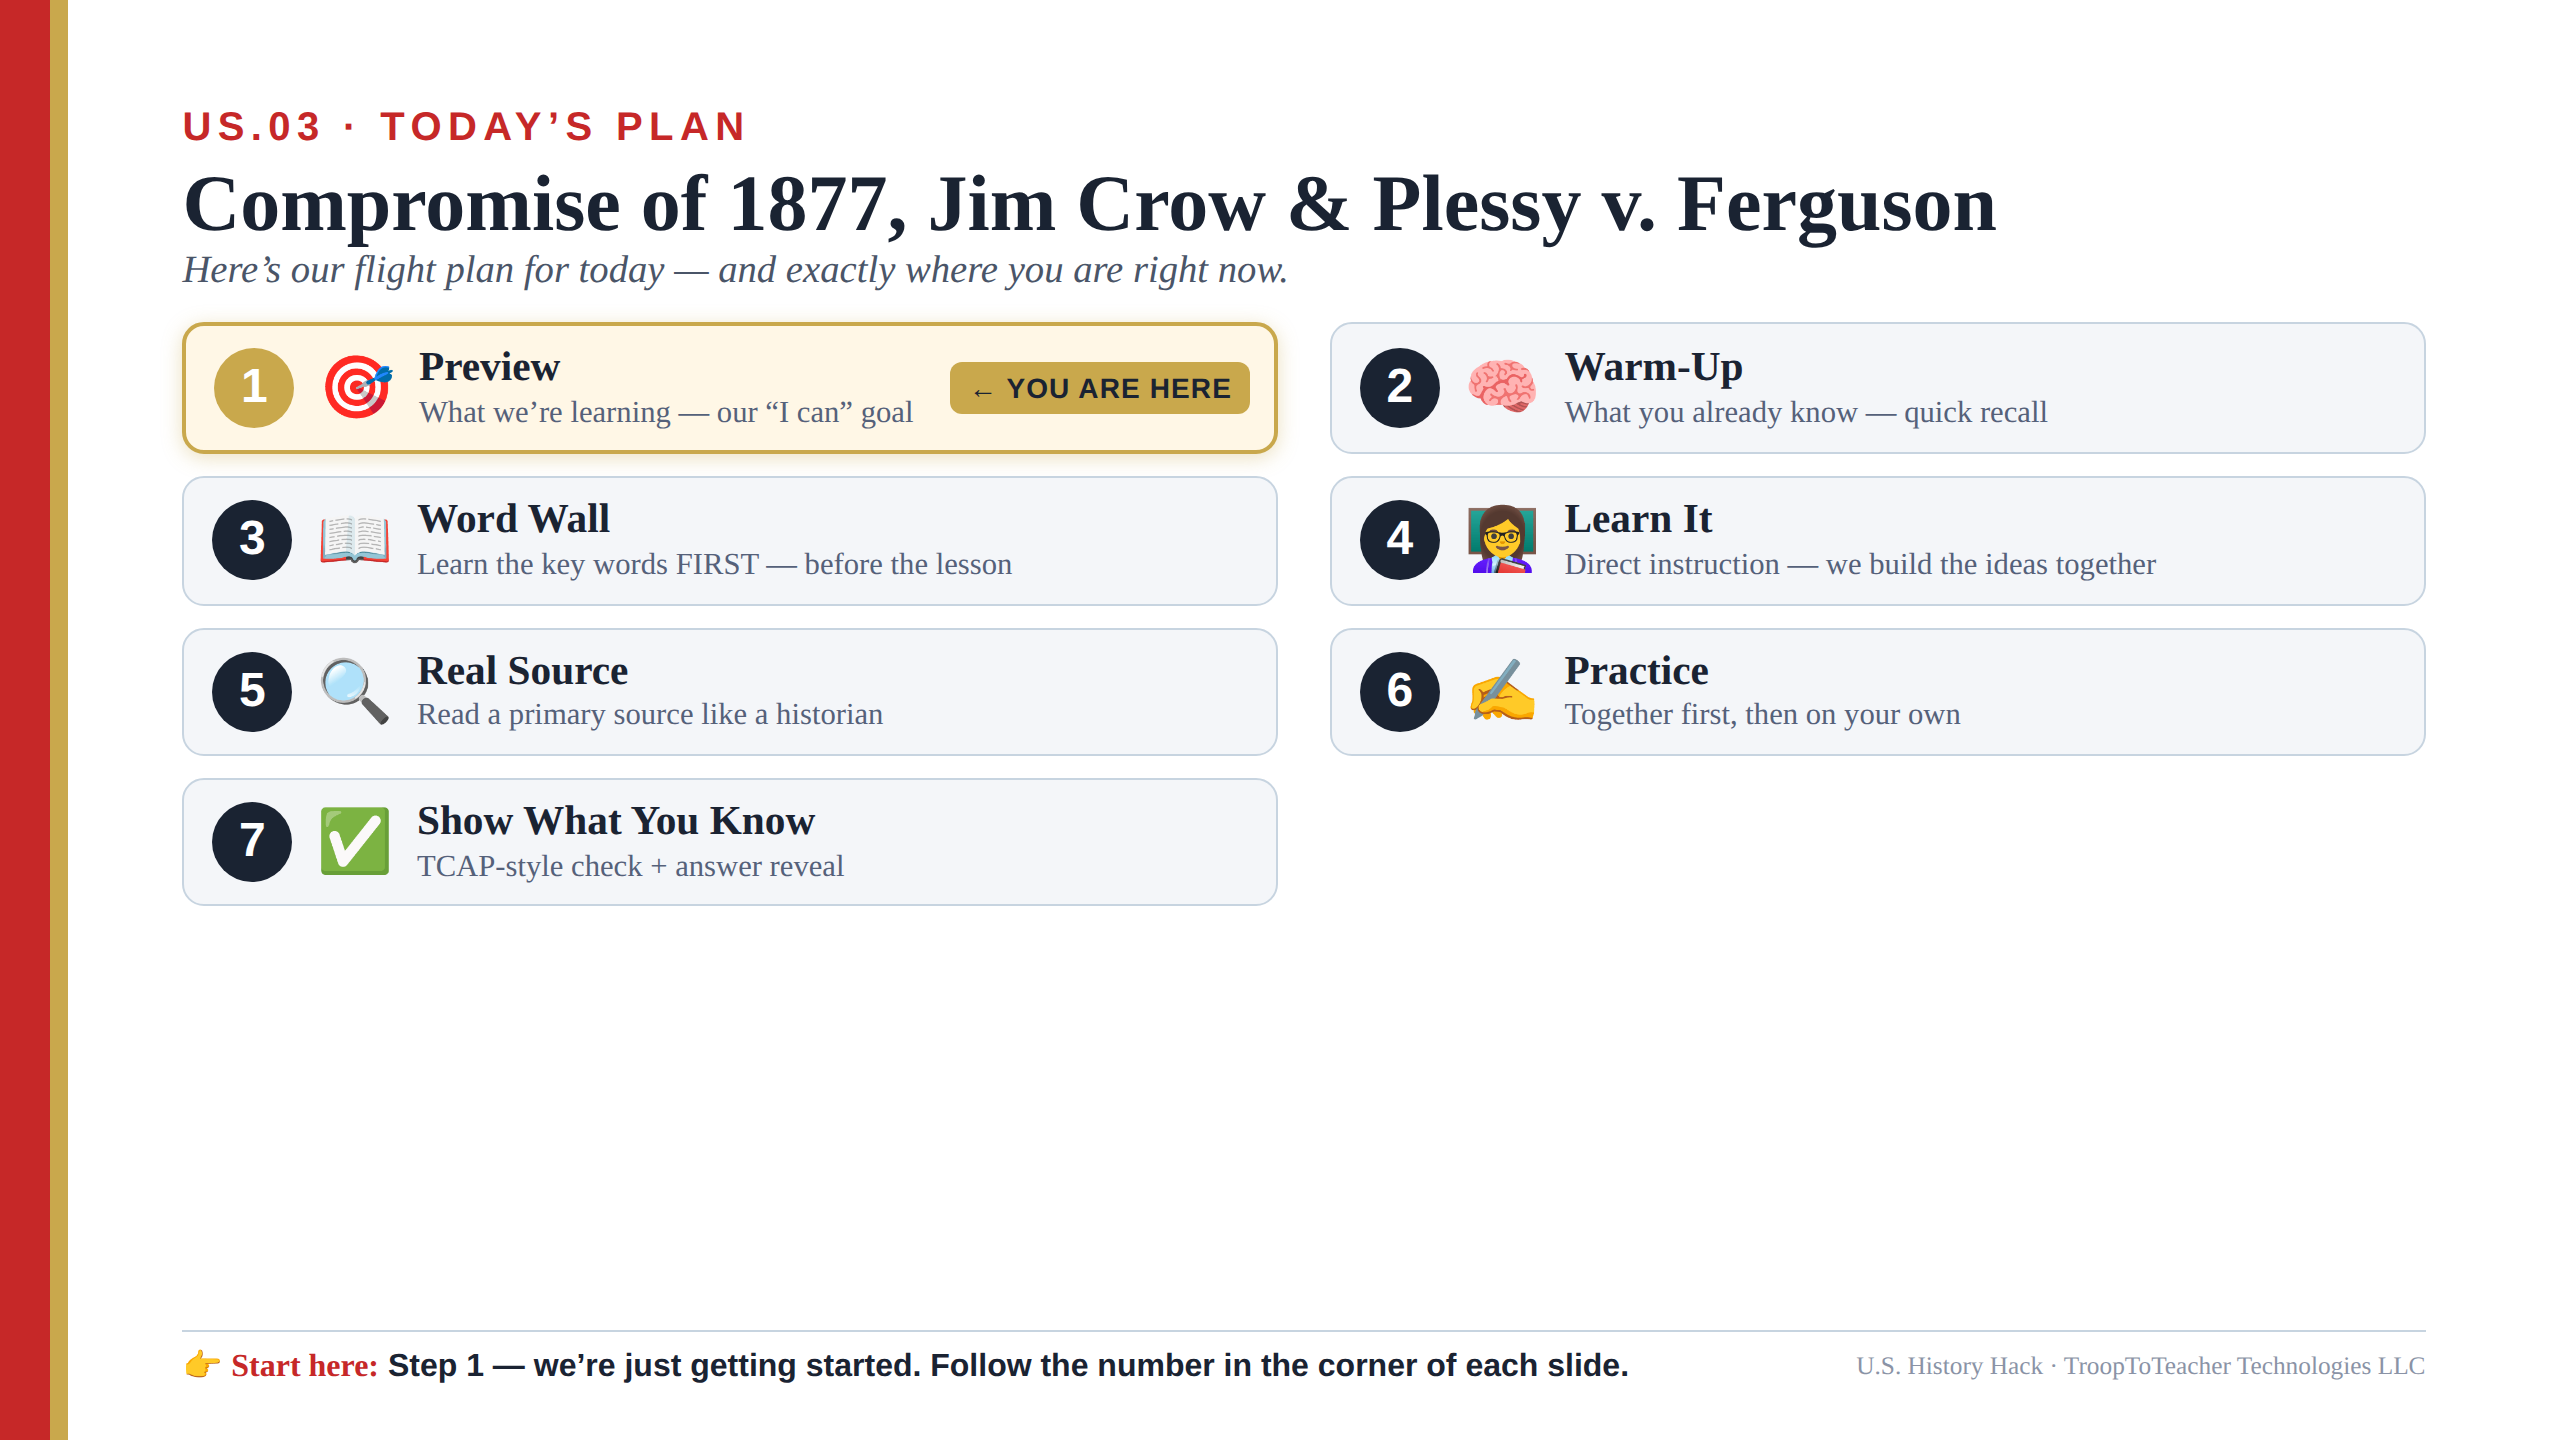 US.03 · TODAY’S PLAN
Compromise of 1877, Jim Crow & Plessy v. Ferguson
Here’s our flight plan for today — and exactly where you are right now.
1
Preview
What we’re learning — our “I can” goal
← YOU ARE HERE
2
Warm-Up
What you already know — quick recall
3
Word Wall
Learn the key words FIRST — before the lesson
4
Learn It
Direct instruction — we build the ideas together
5
Real Source
Read a primary source like a historian
6
Practice
Together first, then on your own
7
Show What You Know
TCAP-style check + answer reveal
👉 Start here: Step 1 — we’re just getting started. Follow the number in the corner of each slide.
U.S. History Hack · TroopToTeacher Technologies LLC